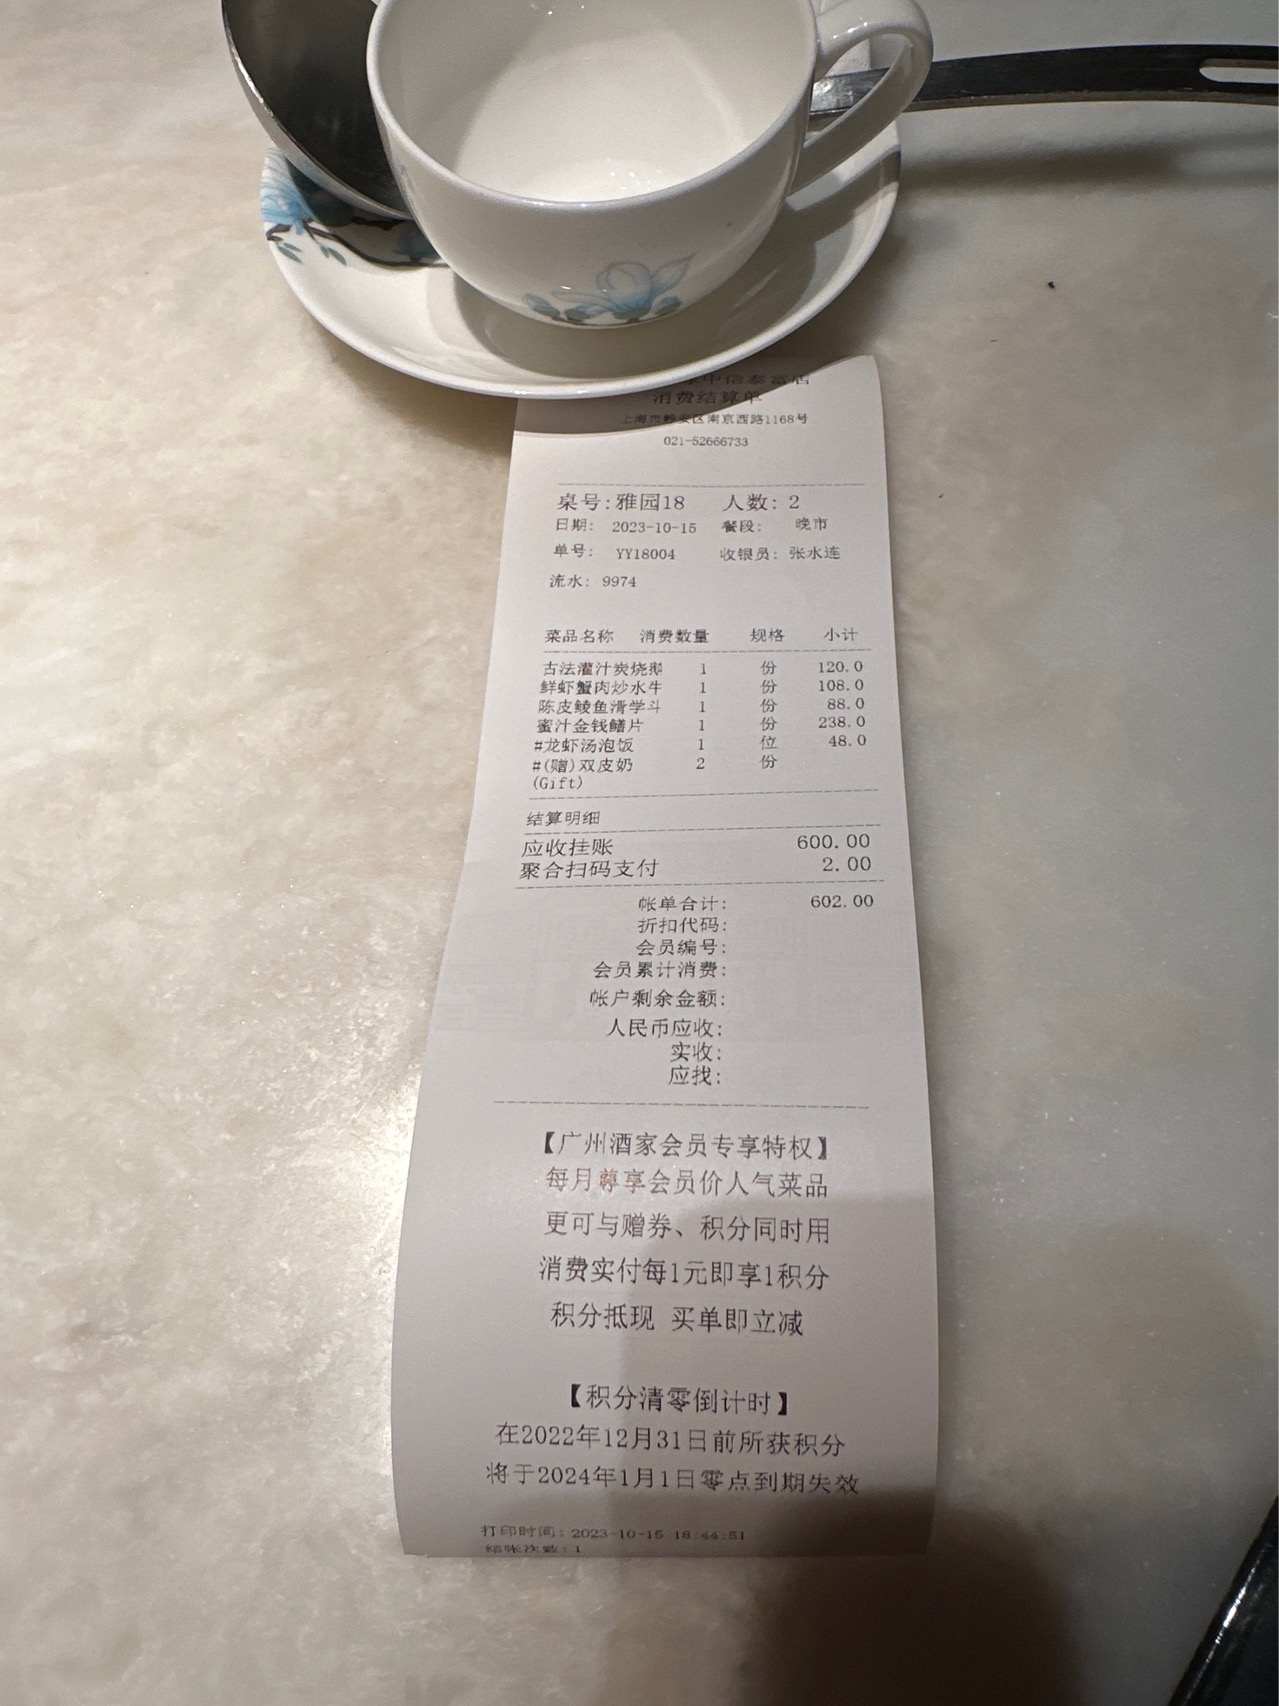 中信泰富店
消费结算单
上海市静安区南京西路1168号
021-52666733
桌号:雅园18 人数: 2
日期: 2023-10-15 餐段: 晚市
单号: YY18004 收银员: 张水连
流水: 9974
菜品名称 消费数量 规格 小计
古法灌汁炭烧 1 份 120.0
鲜虾蟹肉炒水牛 1 份 108.0
陈皮鲮鱼滑学斗 1 份 88.0
蜜汁金钱鳝片 1 份 238.0
#龙虾汤泡饭 1 位 48.0
#(赠)双皮奶 2 份
(Gift)
结算明细
应收挂账 600.00
聚合扫码支付 2.00
帐单合计: 602.00
折扣代码:
会员编号:
会员累计消费:
帐户剩余金额:
人民币应收:
实收:
应找:
【广州酒家会员专享特权】
每月尊享会员价人气菜品
更可与赠券、积分同时用
消费实付每1元即享1积分
积分抵现 买单即立减
【积分清零倒计时】
在2022年12月31日前所获积分
将于2024年1月1日零点到期失效
打印时间: 2023-10-15 18:44:51
结帐次数: 1